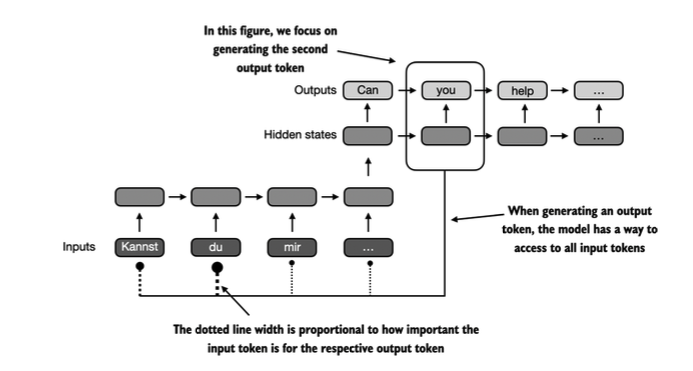 In this figure, we focus on
generating the second
output token
Outputs
Can
you
help
...
Hidden states
...
When generating an output
token, the model has a way to
access to all input tokens
Inputs
Kannst
du
mir
...
The dotted line width is proportional to how important the
input token is for the respective output token